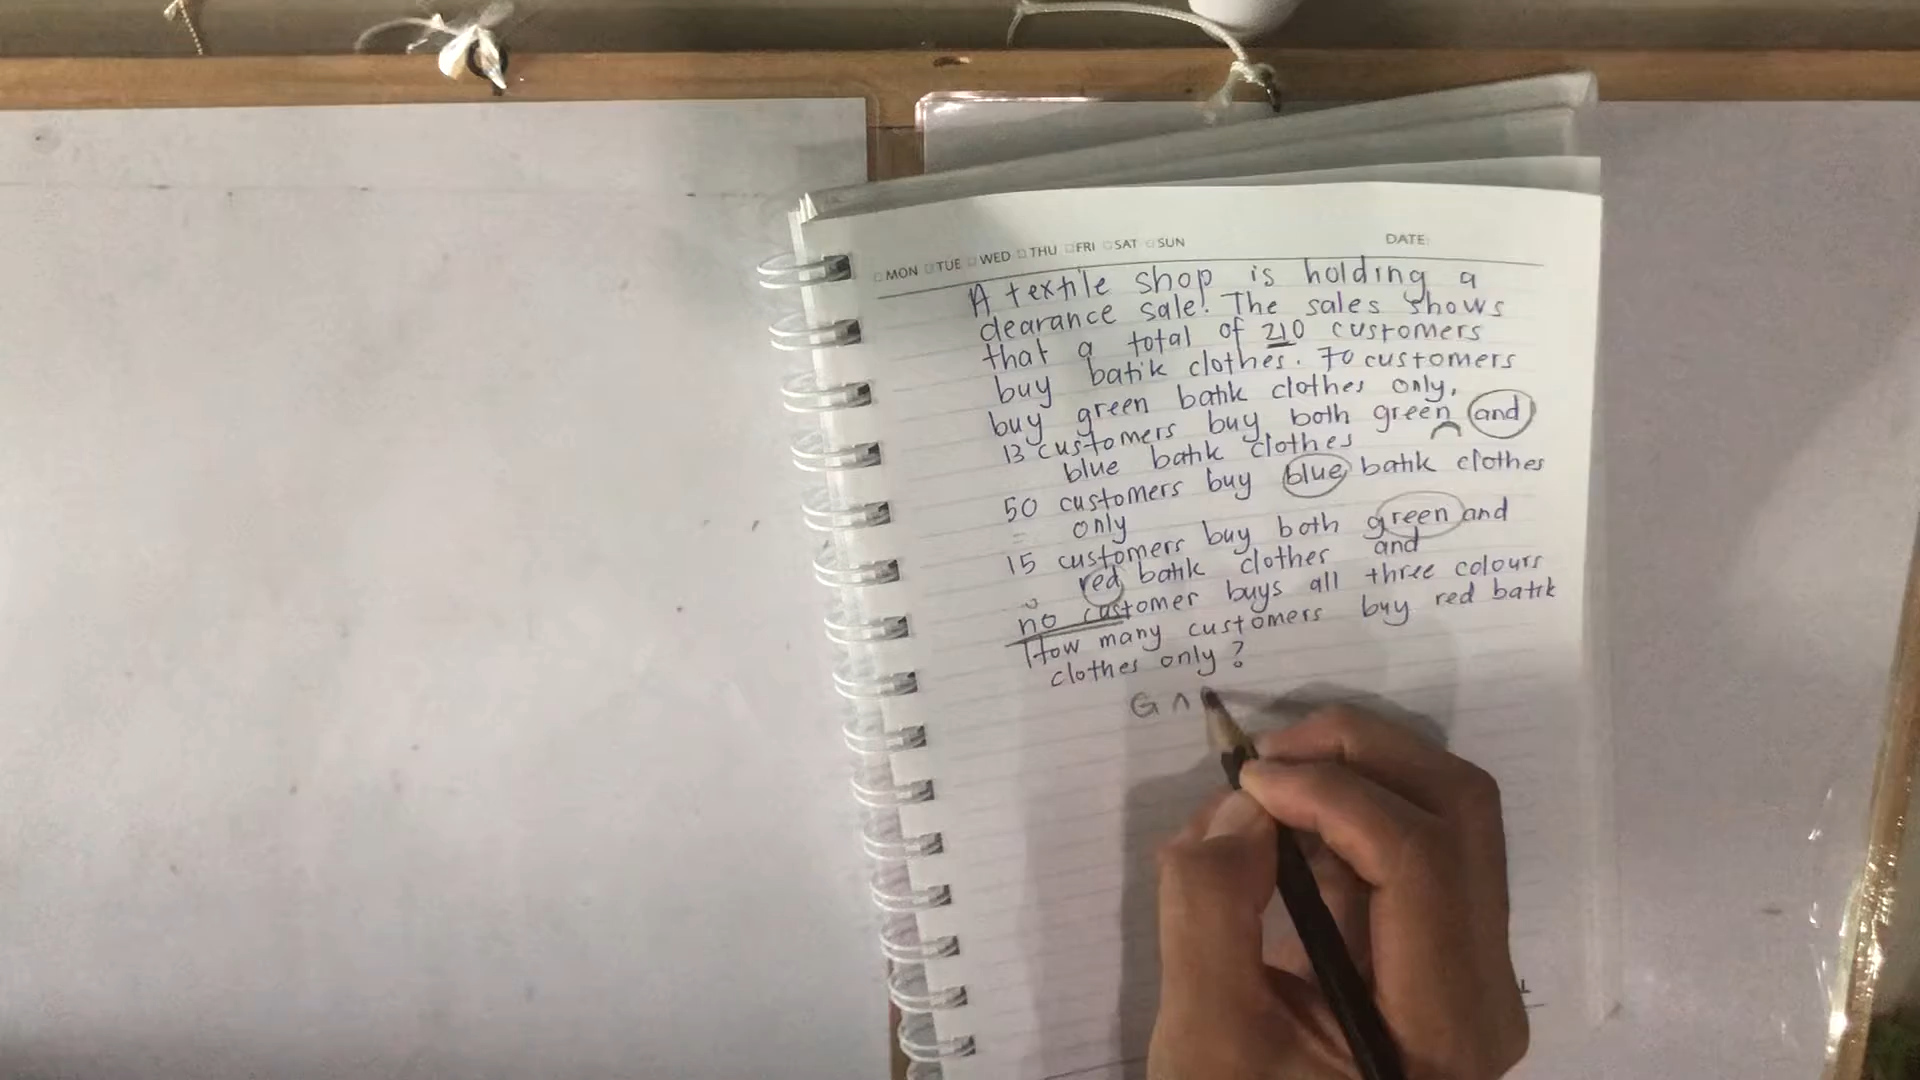 MON TUE WED THU FRI SAT SUN
DATE:
A textile shop is holding a
clearance sale. The sales shows
that a total of 210 customers
buy batik clothes. 70 customers
buy green batik clothes only.
13 customers buy both green and
blue batik clothes
50 customers buy blue batik clothes
only
15 customers buy both green and
red batik clothes and
no customer buys all three colours
How many customers buy red batik
clothes only?
G ∩